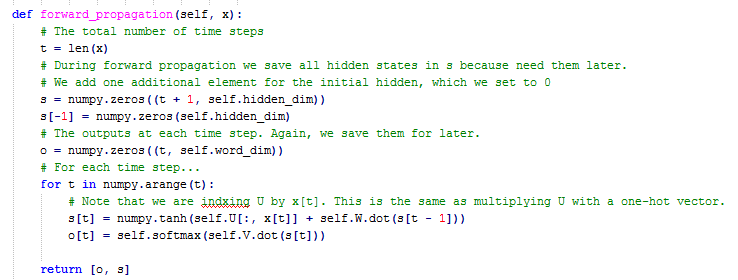 def forward_propagation(self, x):
    # The total number of time steps
    t = len(x)
    # During forward propagation we save all hidden states in s because need them later.
    # We add one additional element for the initial hidden, which we set to 0
    s = numpy.zeros((t + 1, self.hidden_dim))
    s[-1] = numpy.zeros(self.hidden_dim)
    # The outputs at each time step. Again, we save them for later.
    o = numpy.zeros((t, self.word_dim))
    # For each time step...
    for t in numpy.arange(t):
        # Note that we are indxing U by x[t]. This is the same as multiplying U with a one-hot vector.
        s[t] = numpy.tanh(self.U[:, x[t]] + self.W.dot(s[t - 1]))
        o[t] = self.softmax(self.V.dot(s[t]))
    return [o, s]